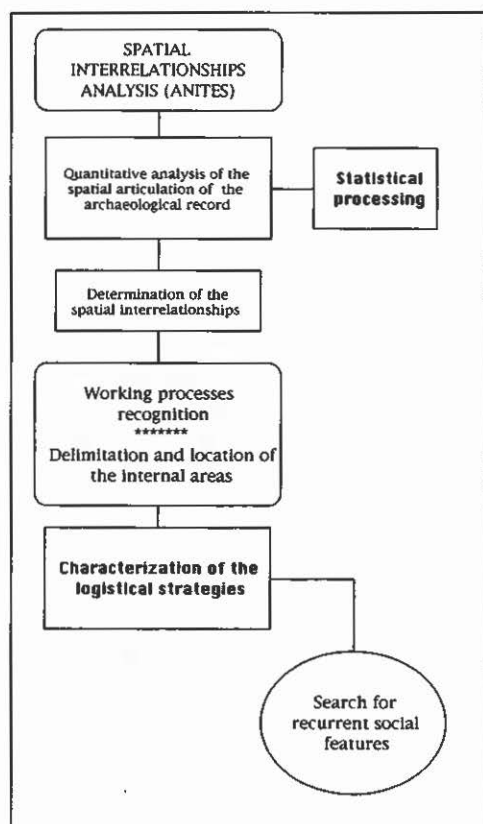 SPATIAL
INTERRELATIONSHIPS
ANALYSIS (ANITES)
Quantitative analysis of the
spatial articulation of the
archaeological record
Statistical
processing
Determination of the
spatial interrelationships
Working processes
recognition
*******
Delimitation and location of
the internal areas
Characterization of the
logistical strategies
Search for
recurrent social
features